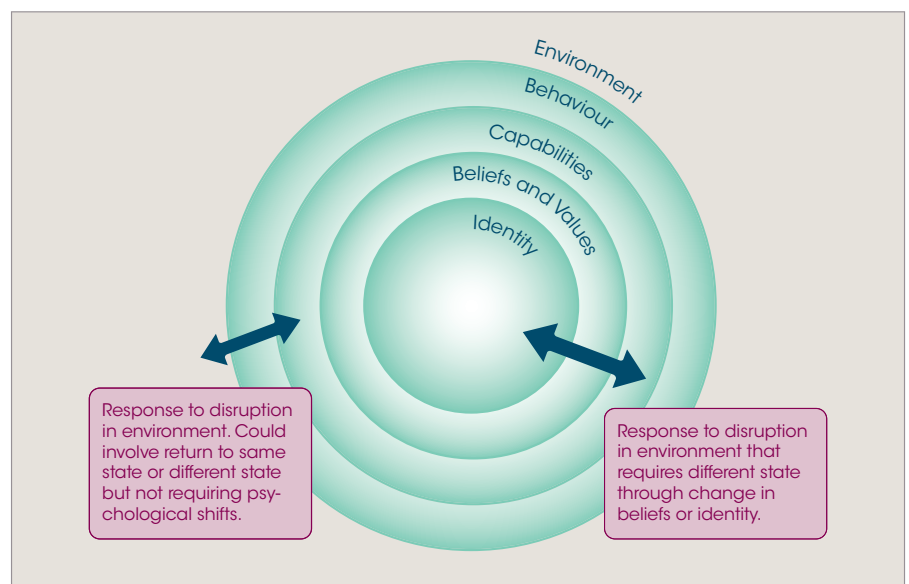 Environment
Behaviour
Capabilities
Beliefs and Values
Identity
Response to disruption
in environment. Could
involve return to same
state or different state
but not requiring psy-
chological shifts.
Response to disruption
in environment that
requires different state
through change in
beliefs or identity.